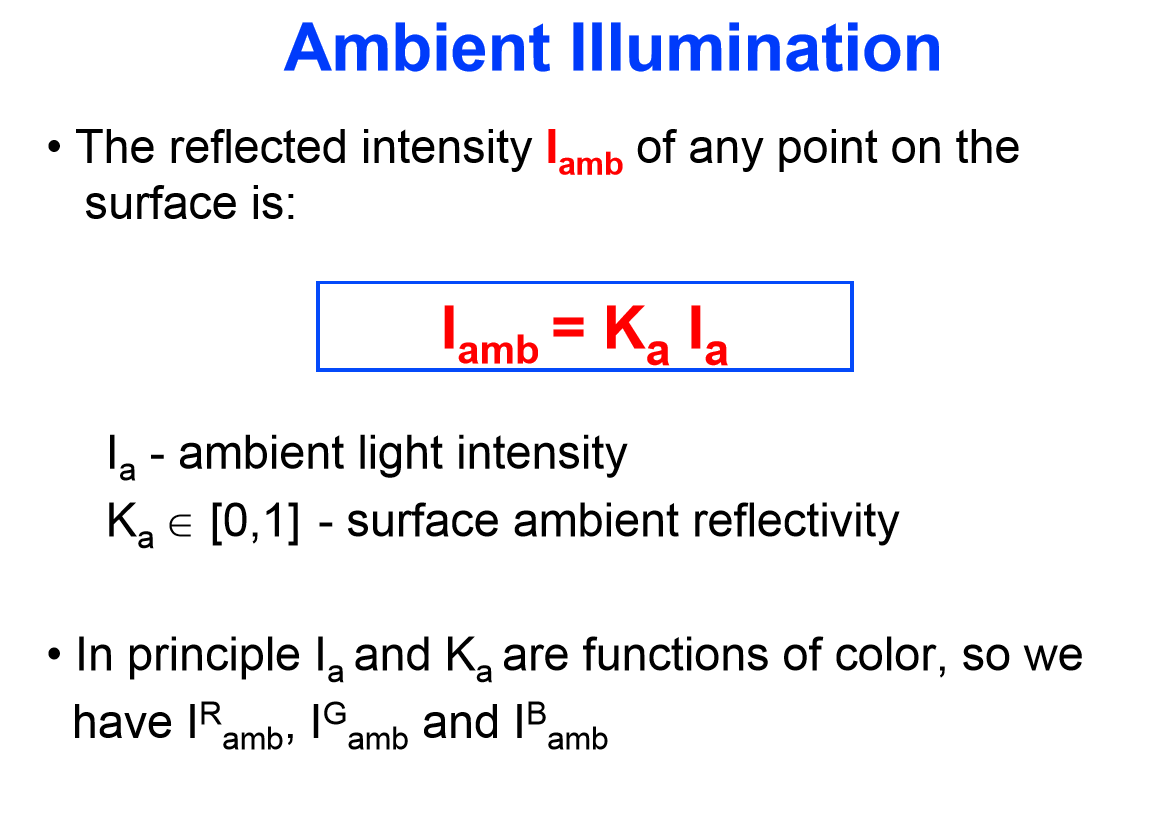 Ambient Illumination
• The reflected intensity Iamb of any point on the
surface is:
Iamb = Ka Ia
Ia - ambient light intensity
Ka ∈ [0,1] - surface ambient reflectivity
• In principle Ia and Ka are functions of color, so we
have IRamb, IGamb and IBamb